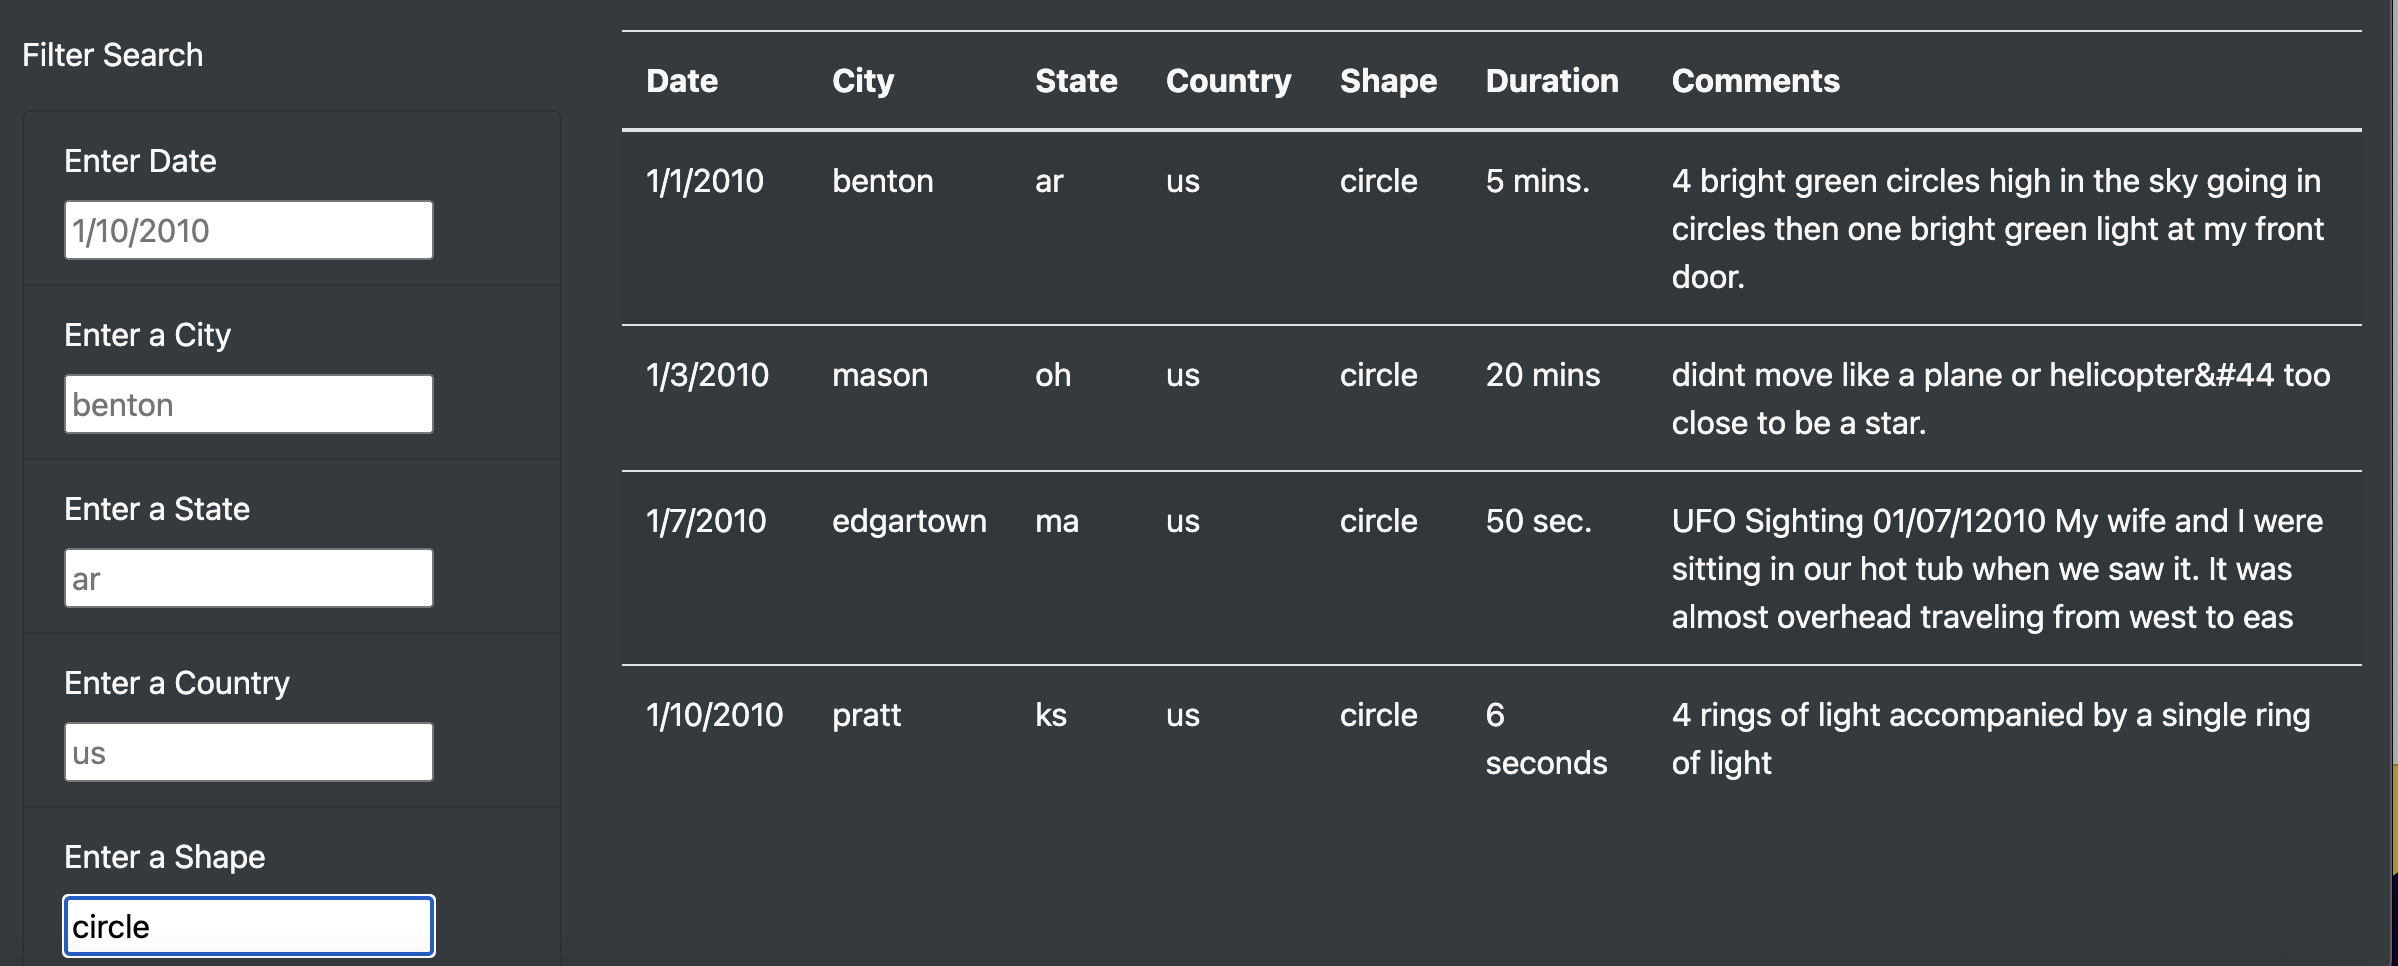 Filter Search
Enter Date
1/10/2010
Enter a City
benton
Enter a State
ar
Enter a Country
us
Enter a Shape
circle
Date City State Country Shape Duration Comments
1/1/2010 benton ar us circle 5 mins. 4 bright green circles high in the sky going in
circles then one bright green light at my front
door.
1/3/2010 mason oh us circle 20 mins didnt move like a plane or helicopter&#44 too
close to be a star.
1/7/2010 edgartown ma us circle 50 sec. UFO Sighting 01/07/12010 My wife and I were
sitting in our hot tub when we saw it. It was
almost overhead traveling from west to eas
1/10/2010 pratt ks us circle 6 4 rings of light accompanied by a single ring
seconds of light